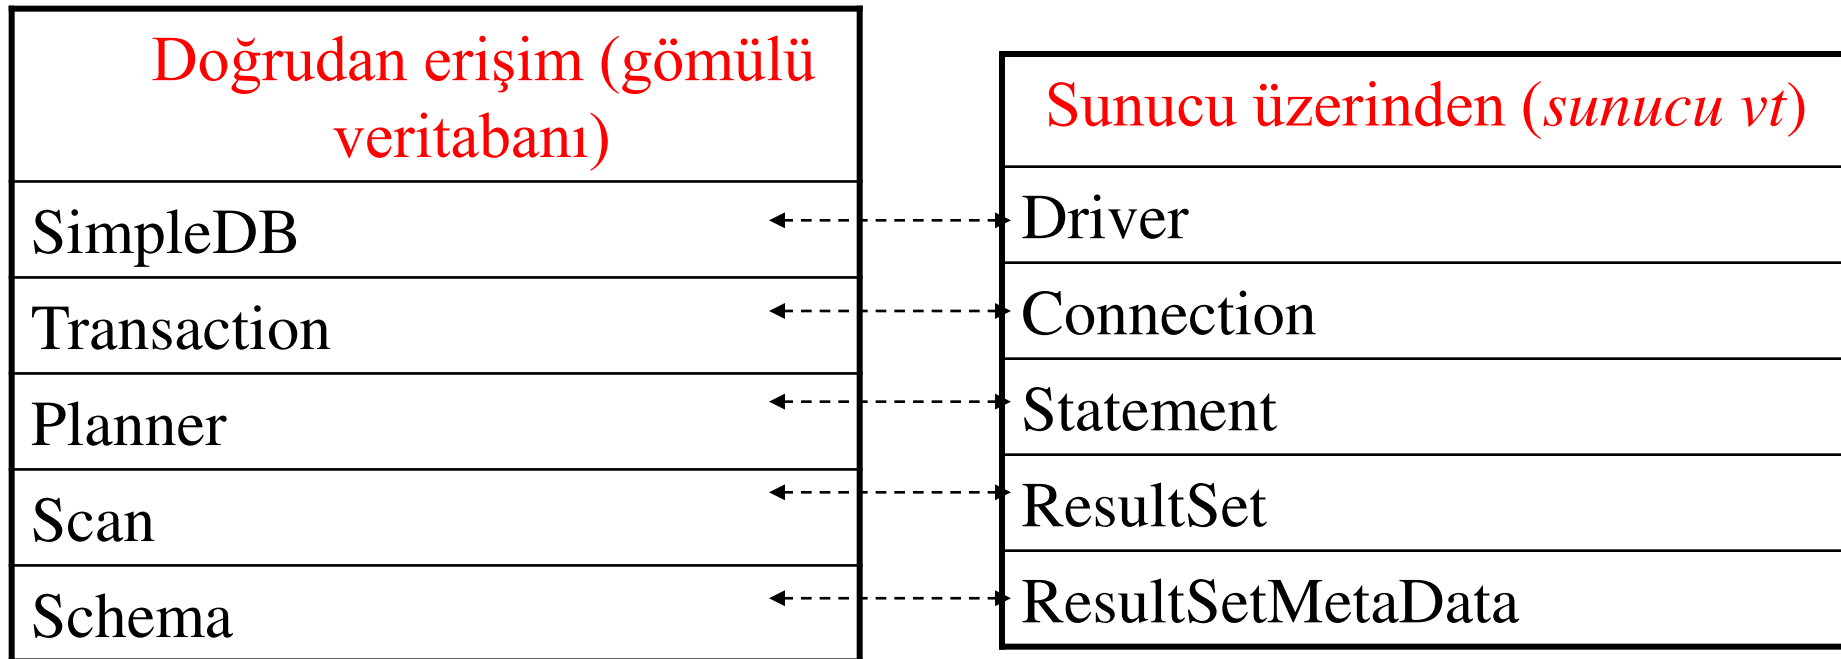 Doğrudan erişim (gömülü
veritabanı)
SimpleDB
Transaction
Planner
Scan
Schema
Sunucu üzerinden (sunucu vt)
Driver
Connection
Statement
ResultSet
ResultSetMetaData